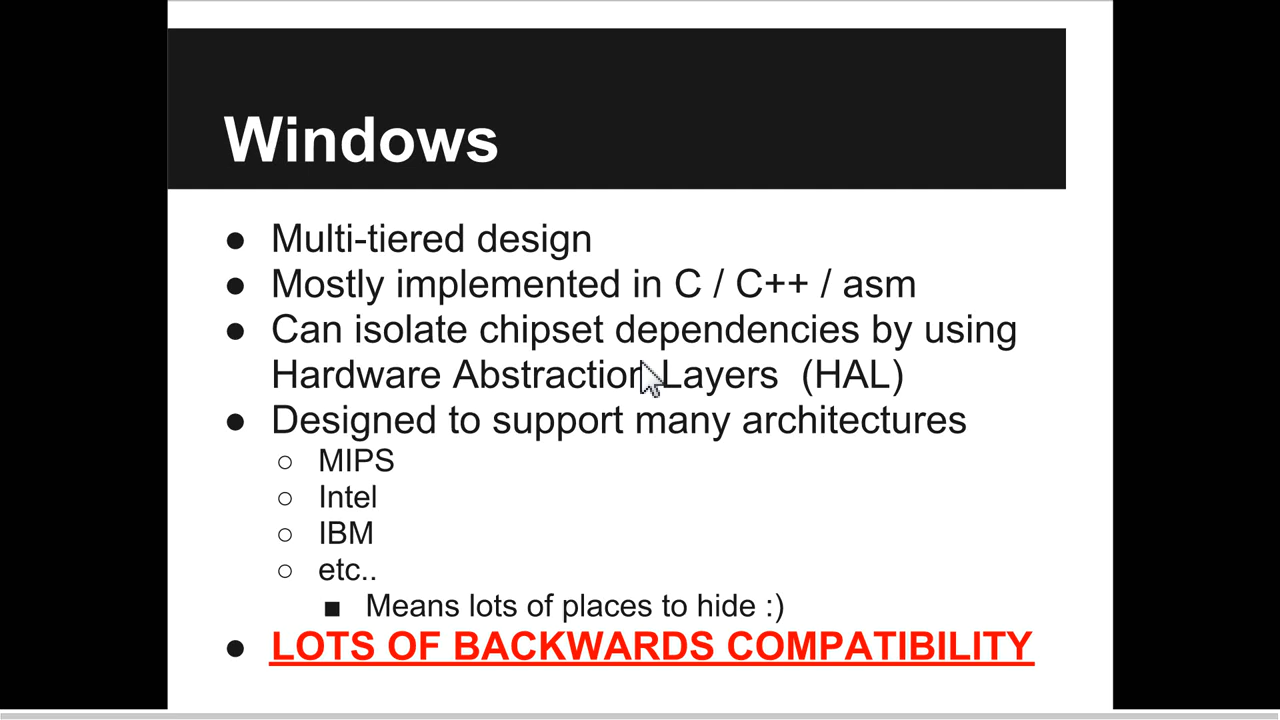 Windows
● Multi-tiered design
● Mostly implemented in C / C++ / asm
● Can isolate chipset dependencies by using
Hardware Abstraction Layers (HAL)
● Designed to support many architectures
○ MIPS
○ Intel
○ IBM
○ etc..
■ Means lots of places to hide :)
● LOTS OF BACKWARDS COMPATIBILITY